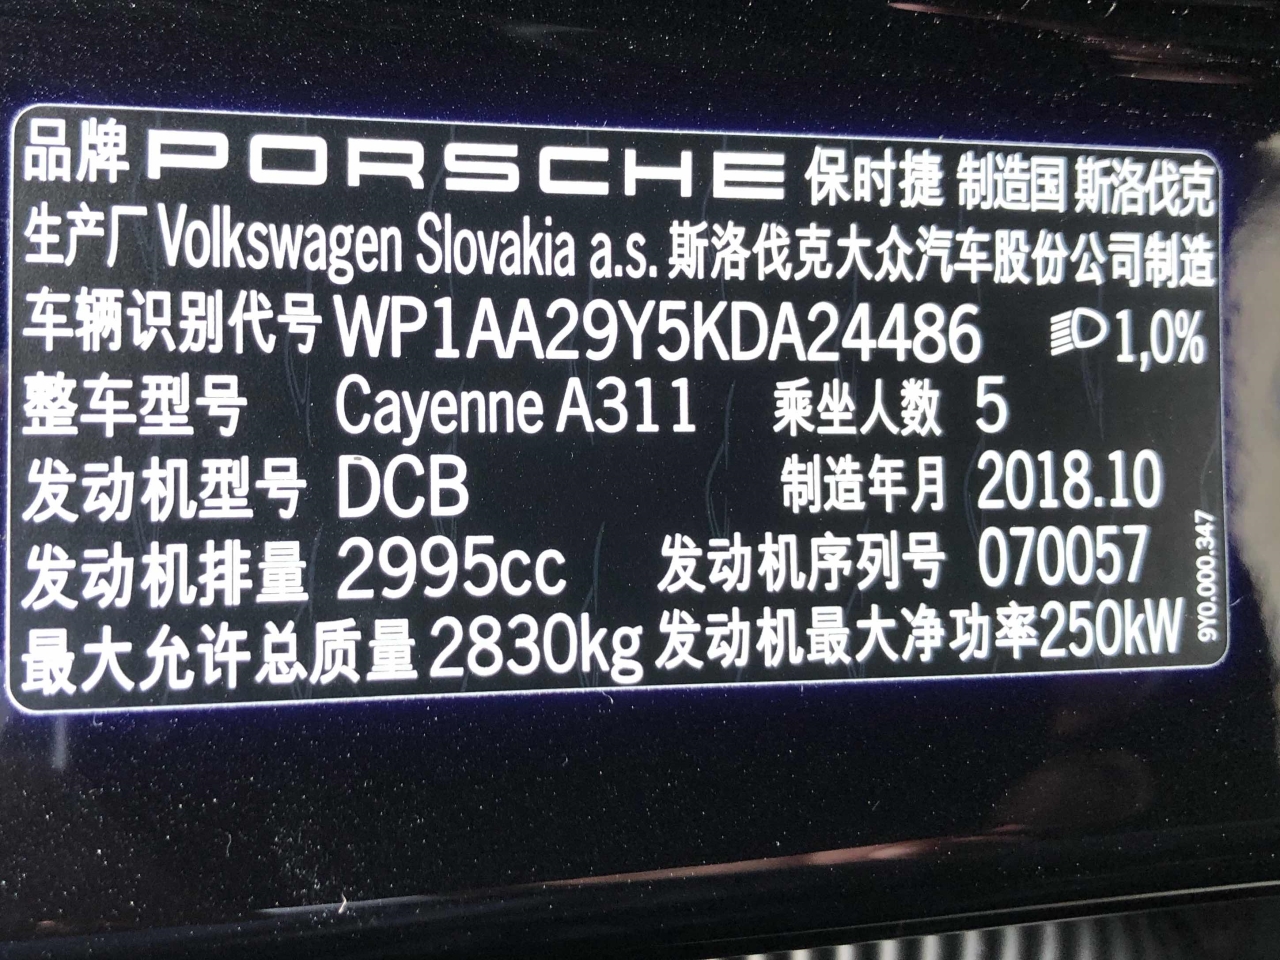 品牌 PORSCHE 保时捷 制造国 斯洛伐克
生产厂 Volkswagen Slovakia a.s. 斯洛伐克大众汽车股份公司制造
车辆识别代号 WP1AA29Y5KDA24486 1,0%
整车型号 Cayenne A311 乘坐人数 5
发动机型号 DCB 制造年月 2018.10
发动机排量 2995cc 发动机序列号 070057
最大允许总质量 2830kg 发动机最大净功率 250kW
9Y0.000.347